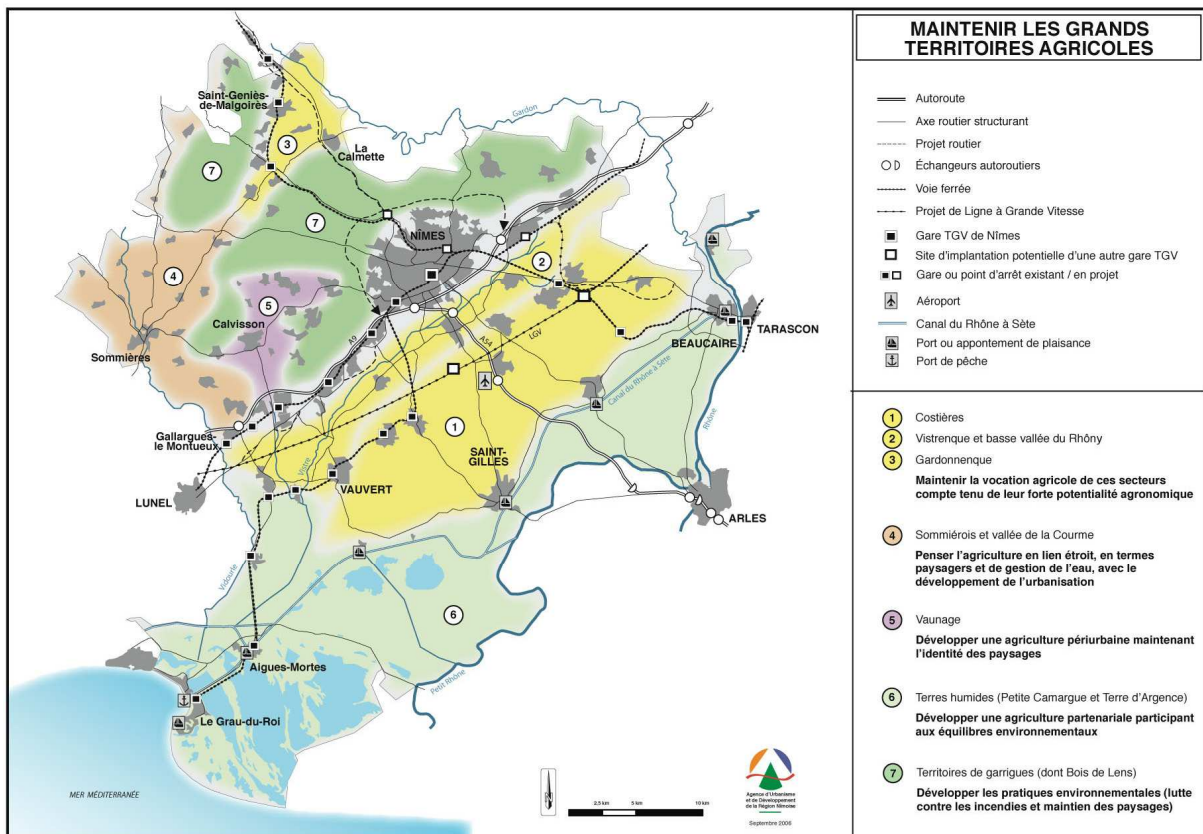 MAINTENIR LES GRANDS
TERRITOIRES AGRICOLES
Autoroute
Axe routier structurant
Projet routier
Échangeurs autoroutiers
Voie ferrée
Projet de Ligne à Grande Vitesse
Gare TGV de Nîmes
Site d'implantation potentielle d'une autre gare TGV
Gare ou point d'arrêt existant / en projet
Aéroport
Canal du Rhône à Sète
Port ou appontement de plaisance
Port de pêche
1 Costières
2 Vistrenque et basse vallée du Rhôny
3 Gardonnenque
Maintenir la vocation agricole de ces secteurs
compte tenu de leur forte potentialité agronomique
4 Sommiérois et vallée de la Courme
Penser l'agriculture en lien étroit, en termes
paysagers et de gestion de l'eau, avec le
développement de l'urbanisation
5 Vaunage
Développer une agriculture périurbaine maintenant
l'identité des paysages
6 Terres humides (Petite Camargue et Terre d'Argence)
Développer une agriculture partenariale participant
aux équilibres environnementaux
7 Territoires de garrigues (dont Bois de Lens)
Développer les pratiques environnementales (lutte
contre les incendies et maintien des paysages)
Saint-Geniès-
de-Malgoires
Gardon
3
La
Calmette
7
7
NÎMES
2
4
5
Calvisson
Sommières
A9
A54
LGV
BEAUCAIRE
TARASCON
Canal du Rhône à Sète
Rhône
Gallargues-
le Montueux
1
SAINT-
GILLES
Vistre
VAUVERT
LUNEL
ARLES
Vidourle
6
Aigues-Mortes
Petit Rhône
Le Grau-du-Roi
MER MÉDITERRANÉE
2,5 km
5 km
10 km
Agence d'Urbanisme
et de Développement
de la Région Nîmoise
Septembre 2006